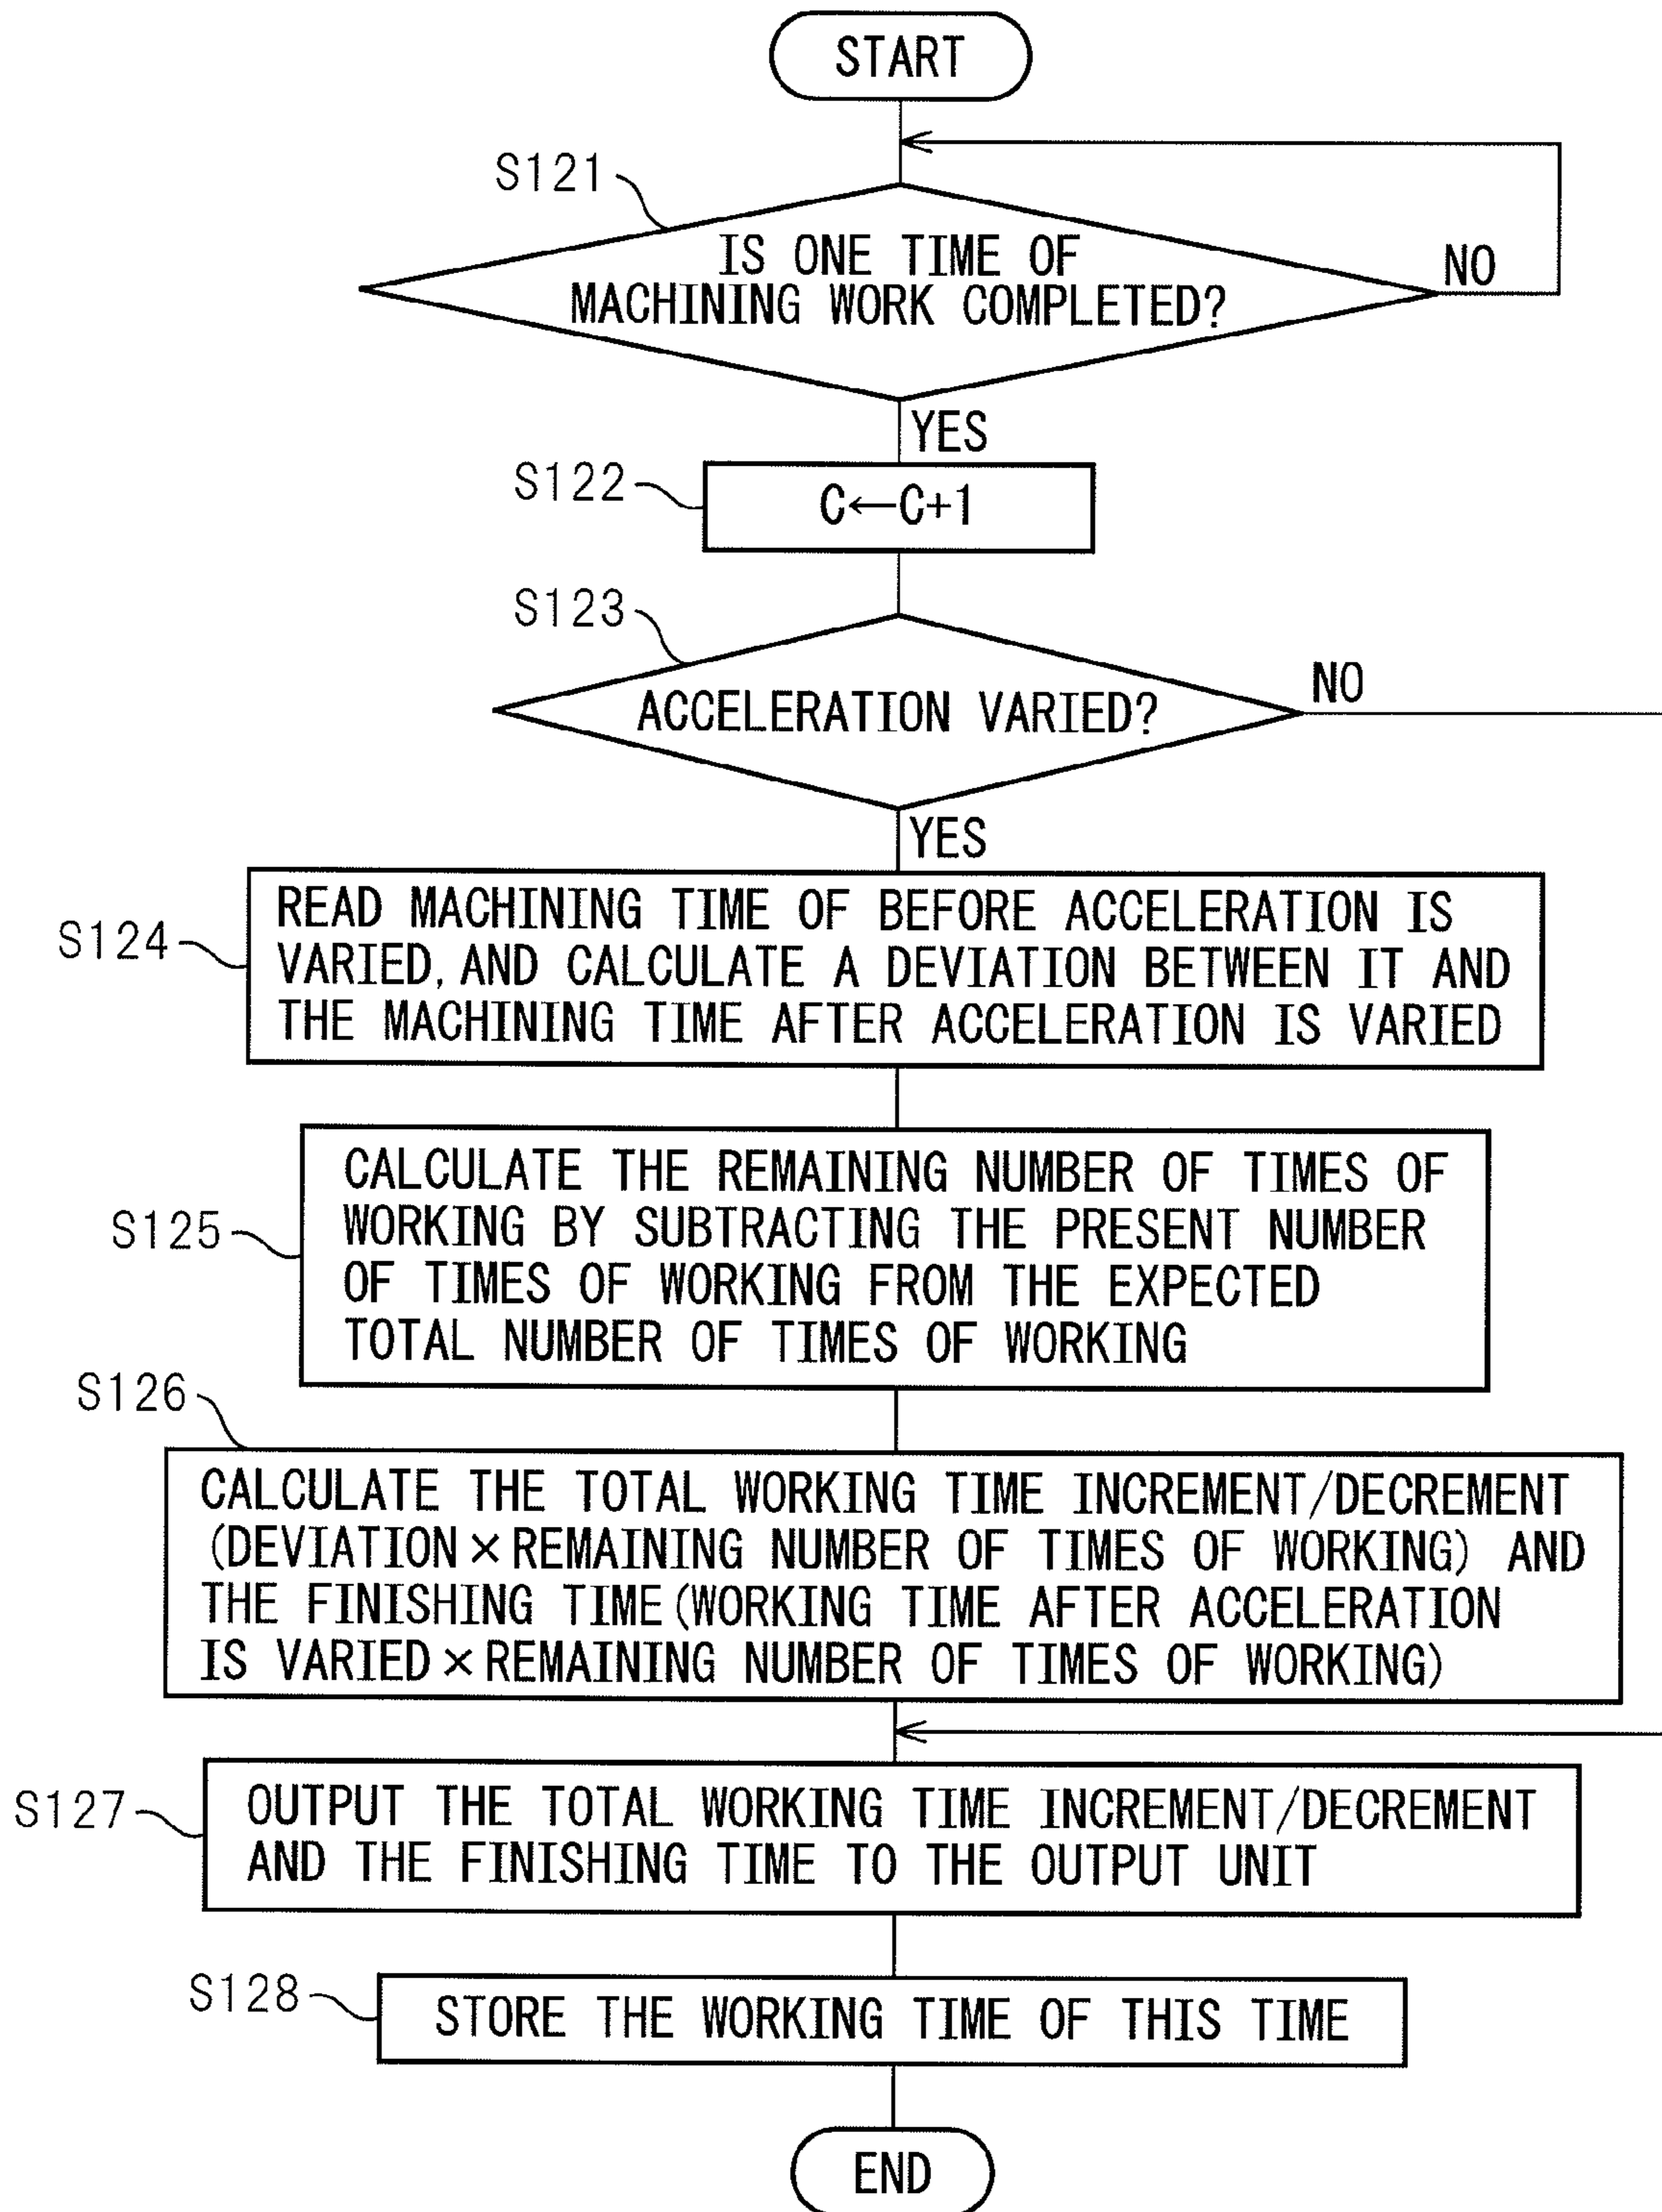 START
S121
IS ONE TIME OF
MACHINING WORK COMPLETED?
NO
YES
S122
C←C+1
S123
ACCELERATION VARIED?
NO
YES
S124
READ MACHINING TIME OF BEFORE ACCELERATION IS
VARIED, AND CALCULATE A DEVIATION BETWEEN IT AND
THE MACHINING TIME AFTER ACCELERATION IS VARIED
S125
CALCULATE THE REMAINING NUMBER OF TIMES OF
WORKING BY SUBTRACTING THE PRESENT NUMBER
OF TIMES OF WORKING FROM THE EXPECTED
TOTAL NUMBER OF TIMES OF WORKING
S126
CALCULATE THE TOTAL WORKING TIME INCREMENT/DECREMENT
(DEVIATION×REMAINING NUMBER OF TIMES OF WORKING) AND
THE FINISHING TIME(WORKING TIME AFTER ACCELERATION
IS VARIED×REMAINING NUMBER OF TIMES OF WORKING)
S127
OUTPUT THE TOTAL WORKING TIME INCREMENT/DECREMENT
AND THE FINISHING TIME TO THE OUTPUT UNIT
S128
STORE THE WORKING TIME OF THIS TIME
END